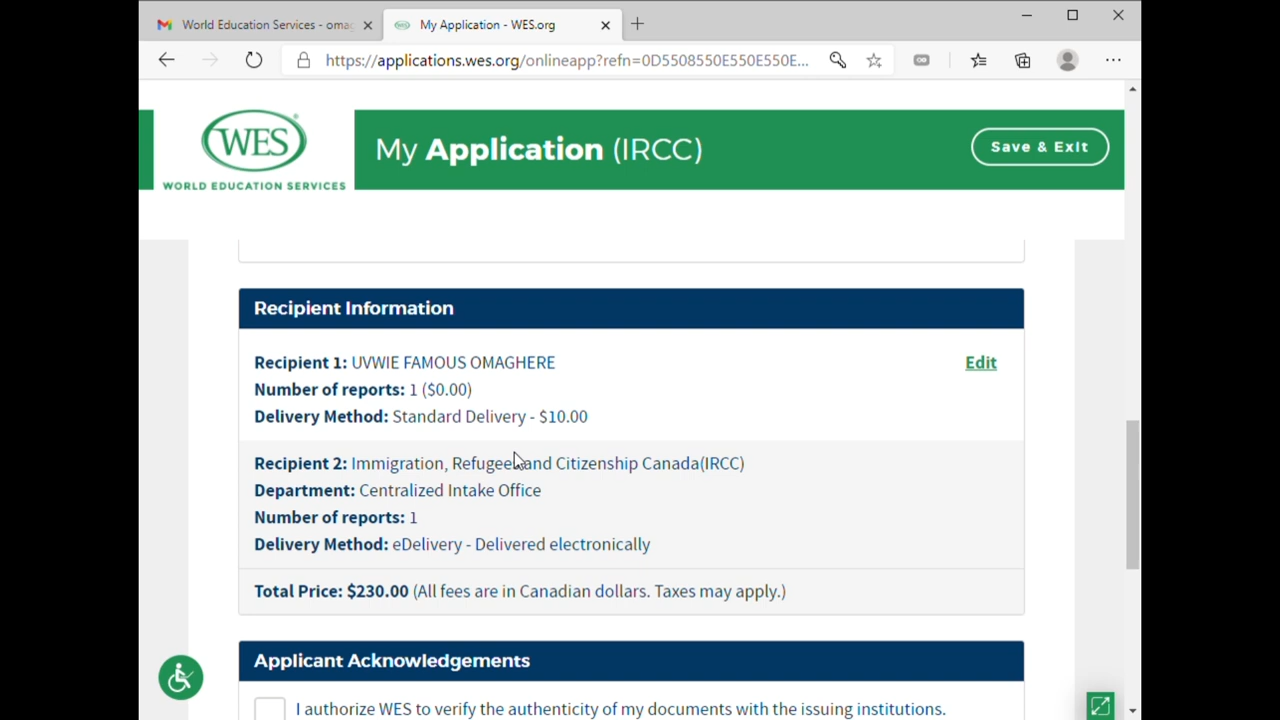 World Education Services - omag
My Application - WES.org
https://applications.wes.org/onlineapp?refn=0D5508550E550E550E...
WES
WORLD EDUCATION SERVICES
My Application (IRCC)
Save & Exit
Recipient Information
Recipient 1: UVWIE FAMOUS OMAGHERE
Edit
Number of reports: 1 ($0.00)
Delivery Method: Standard Delivery - $10.00
Recipient 2: Immigration, Refugees and Citizenship Canada(IRCC)
Department: Centralized Intake Office
Number of reports: 1
Delivery Method: eDelivery - Delivered electronically
Total Price: $230.00 (All fees are in Canadian dollars. Taxes may apply.)
Applicant Acknowledgements
I authorize WES to verify the authenticity of my documents with the issuing institutions.